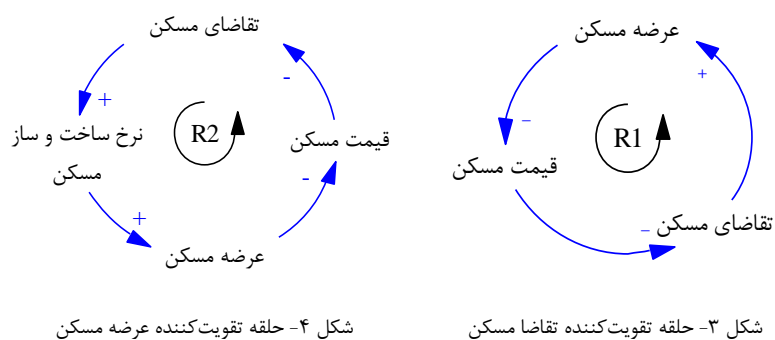 عرضه مسکن
+
–
R1
قیمت مسکن
تقاضای مسکن
–
شکل ۳- حلقه تقویت‌کننده تقاضا مسکن
تقاضای مسکن
-
+
R2
نرخ ساخت و ساز
مسکن
قیمت مسکن
-
+
عرضه مسکن
شکل ۴- حلقه تقویت‌کننده عرضه مسکن